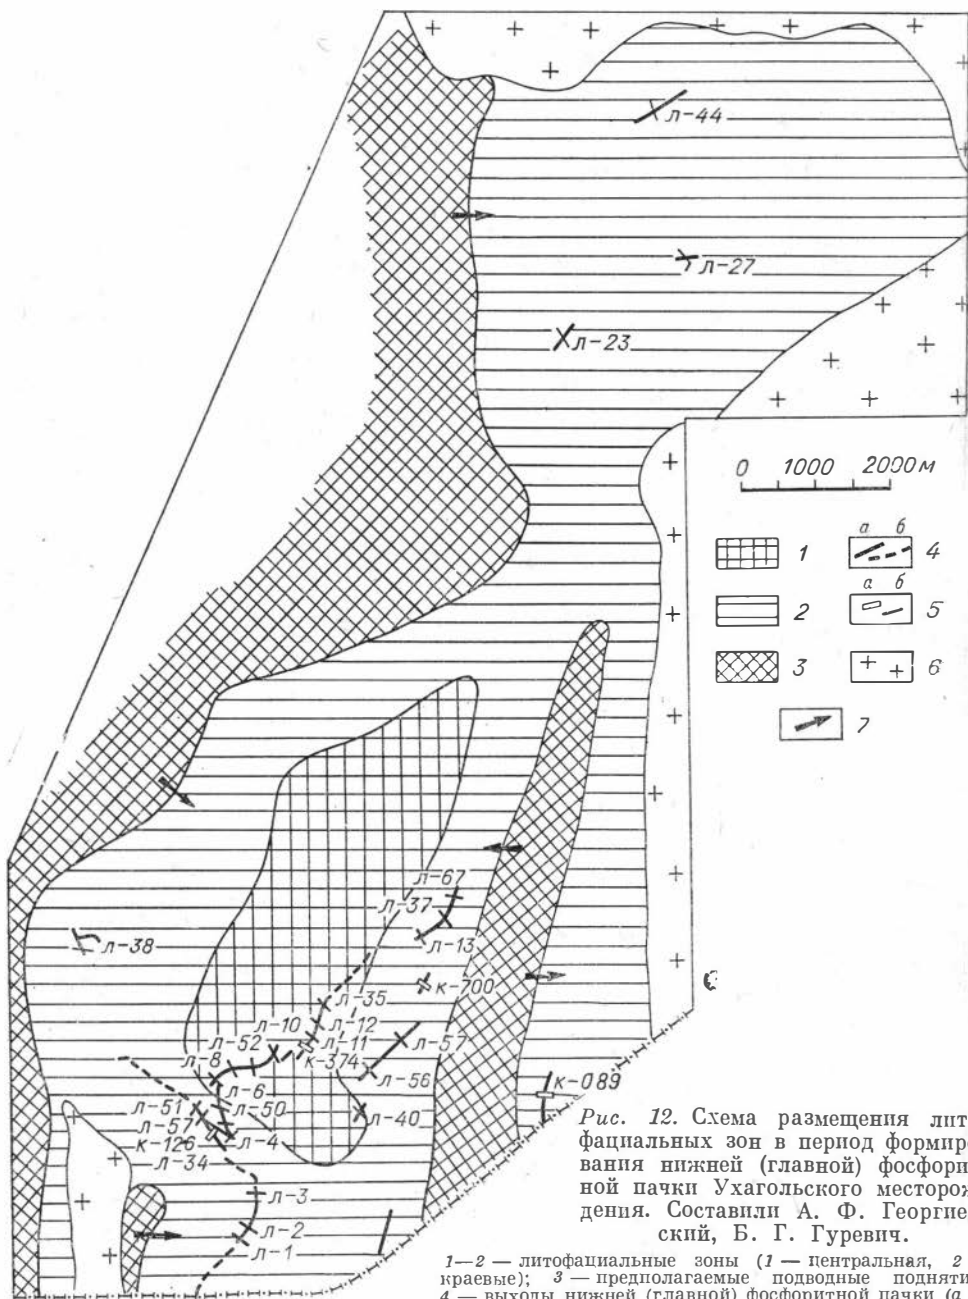 л-44
л-27
л-23
0 1000 2000 м
1
а б
4
2
а б
5
3
6
7
л-67
л-37
л-13
л-38
к-700
л-35
л-10
л-12
л-52
л-11
л-57
л-8
к-374
л-56
л-6
к-089
л-51
л-50
л-40
л-57
л-4
к-126
л-34
л-3
л-2
л-1
Рис. 12. Схема размещения лит
фациальных зон в период формир
вания нижней (главной) фосфори
ной пачки Ухагольского месторож
дения. Составили А. Ф. Георгие
ский, Б. Г. Гуревич.
1—2 — литофациальные зоны (1 — центральная, 2
краевые); 3 — предполагаемые подводные поднятия
4 — выходы нижней (главной) фосфоритной пачки (а